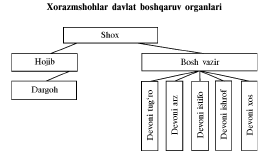 Xorazmshohlar davlat boshqaruv organlari
Shox
Hojib
Bosh vazir
Dargoh
Devoni tug'ro
Devoni arz
Devoni istifo
Devoni ishrof
Devoni xos